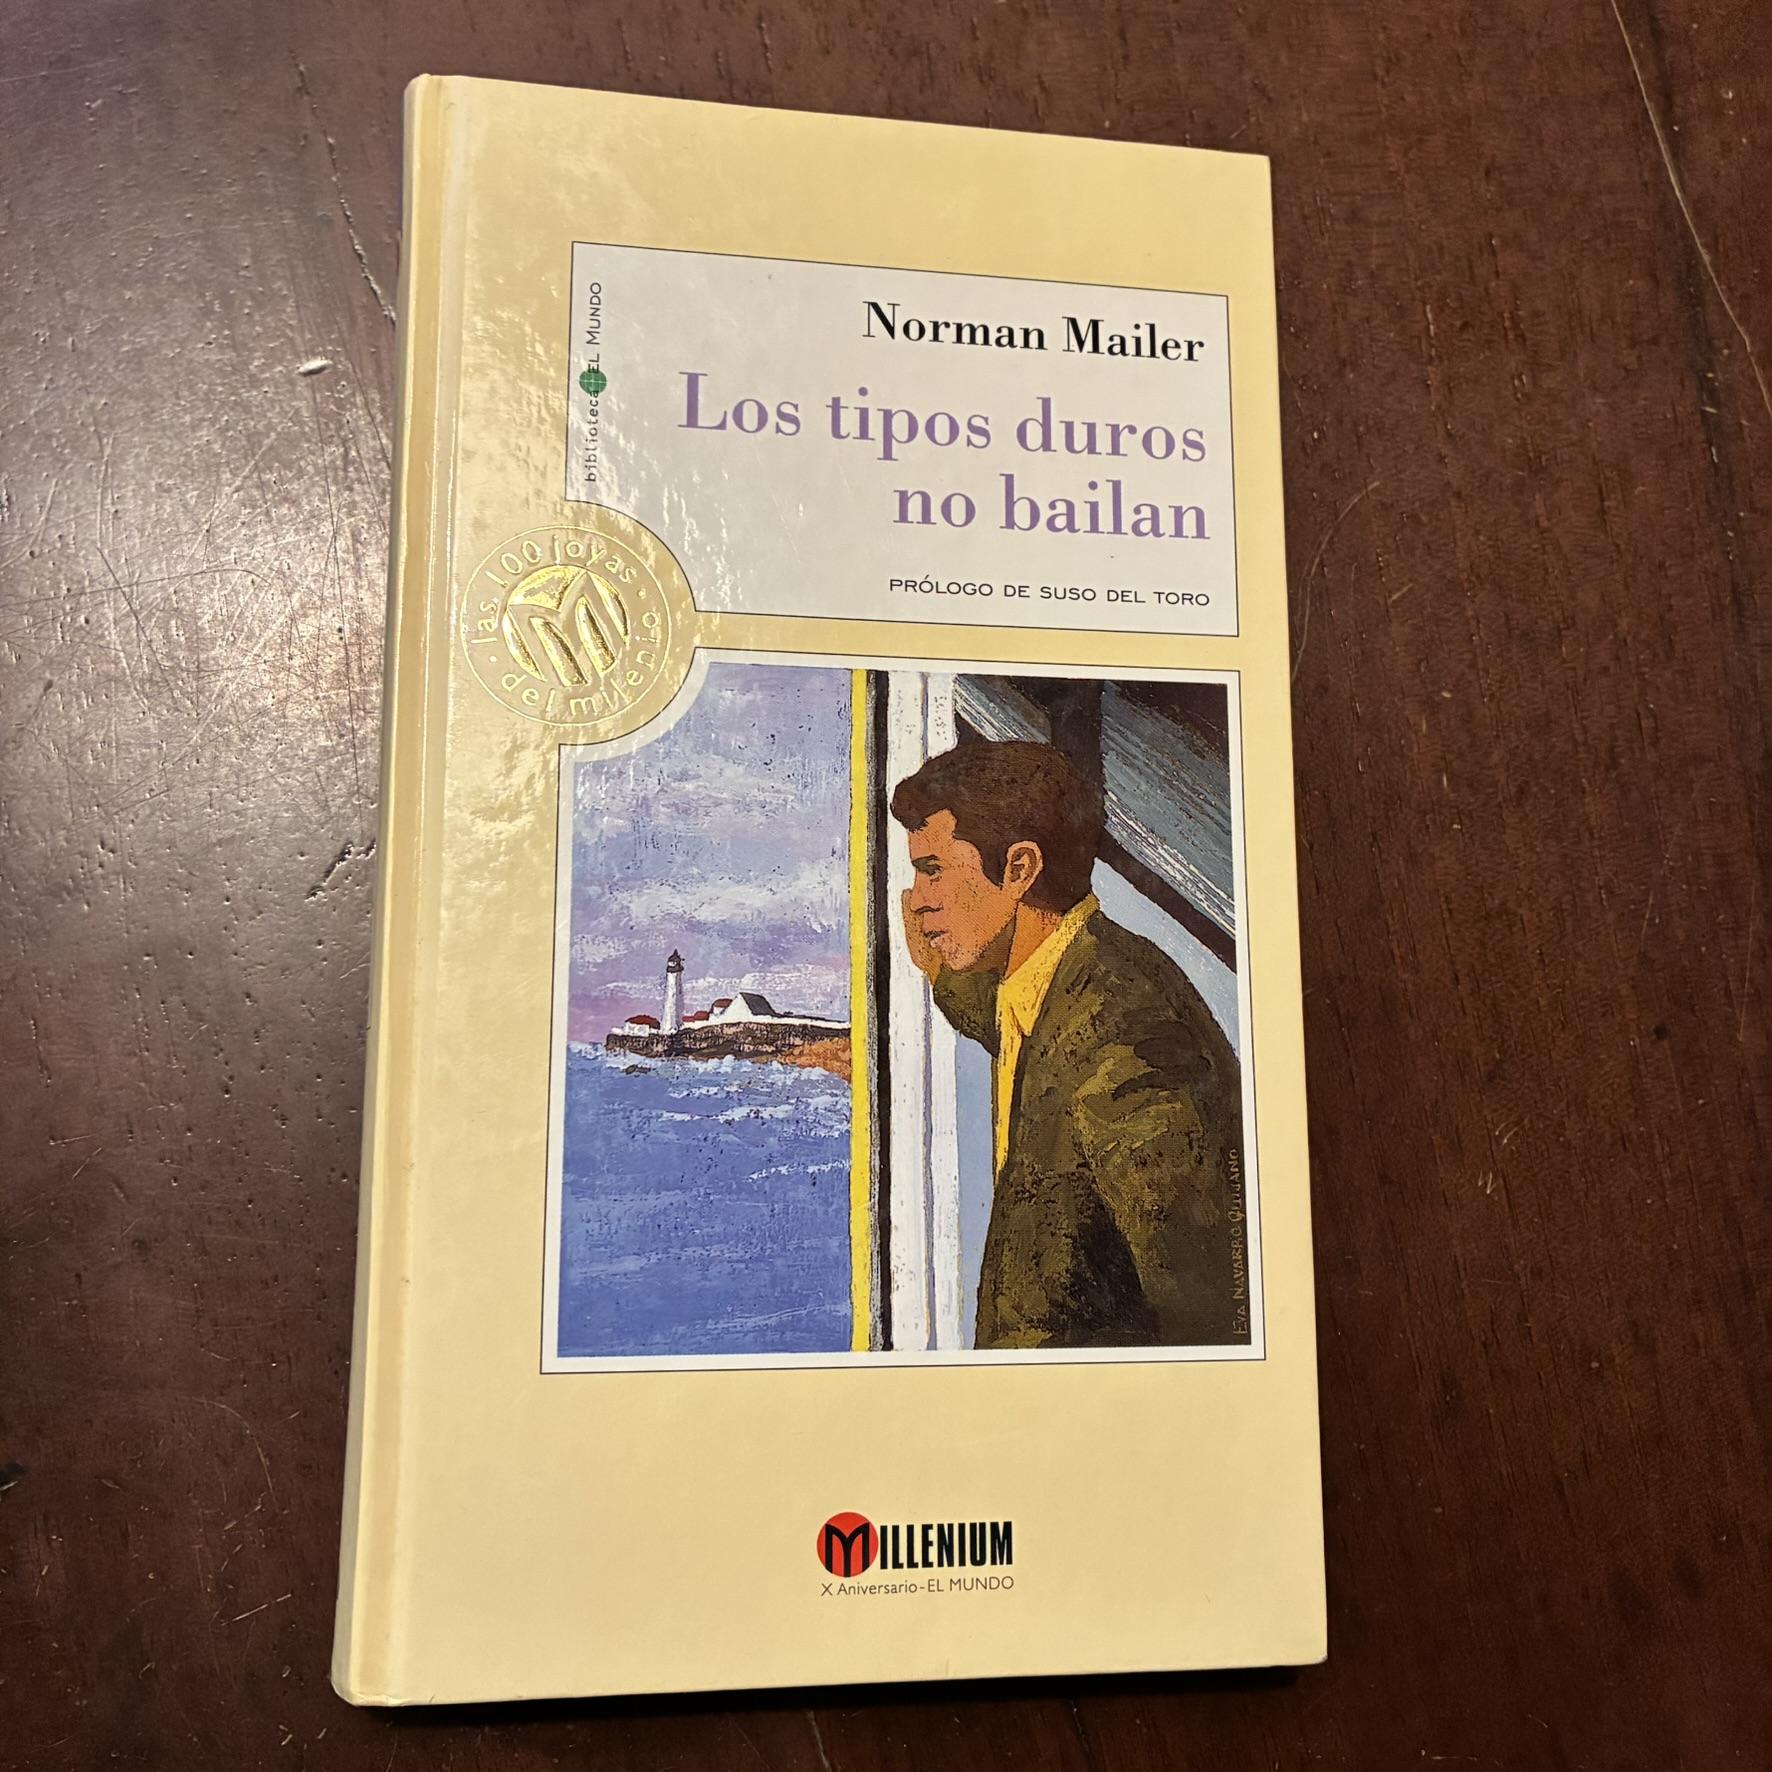 Norman Mailer
Los tipos duros
no bailan
PRÓLOGO DE SUSO DEL TORO
biblioteca EL MUNDO
las 100 joyas
del milenio
EVA NAVARRO QUIJANO
MILLENIUM
X Aniversario-EL MUNDO